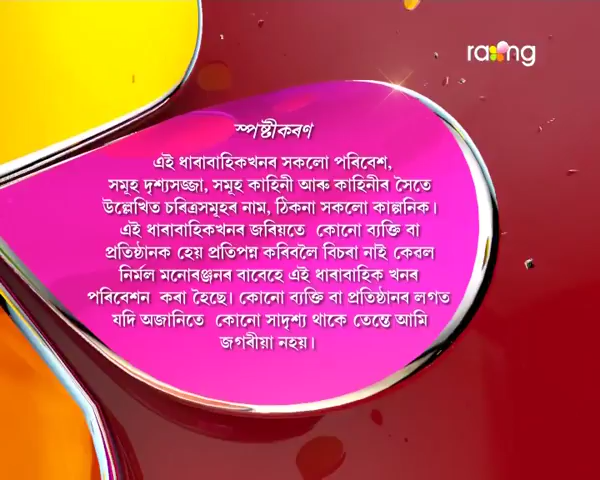 rang
স্পষ্টীকৰণ
এই ধাৰাবাহিকখনৰ সকলো পৰিবেশ,
সমূহ দৃশ্যসজ্জা, সমূহ কাহিনী আৰু কাহিনীৰ সৈতে
উল্লেখিত চৰিত্ৰসমূহৰ নাম, ঠিকনা সকলো কাল্পনিক।
এই ধাৰাবাহিকখনৰ জৰিয়তে কোনো ব্যক্তি বা
প্ৰতিষ্ঠানক হেয় প্ৰতিপন্ন কৰিবলৈ বিচৰা নাই কেৱল
নিৰ্মল মনোৰঞ্জনৰ বাবেহে এই ধাৰাবাহিক খনৰ
পৰিবেশন কৰা হৈছে। কোনো ব্যক্তি বা প্ৰতিষ্ঠানৰ লগত
যদি অজানিতে কোনো সাদৃশ্য থাকে তেন্তে আমি
জগৰীয়া নহয়।